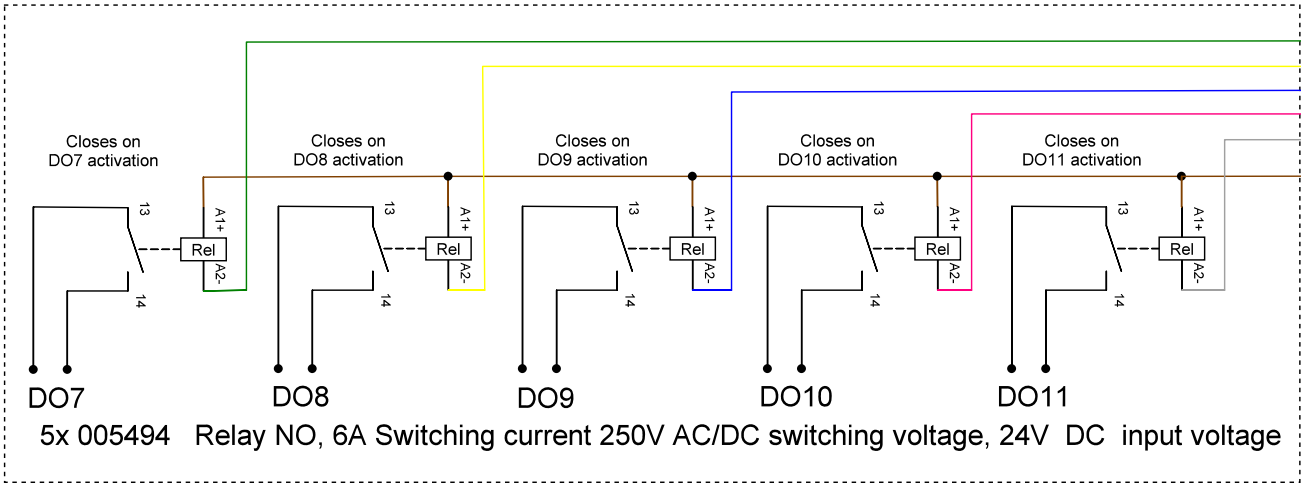 Closes on
DO7 activation
Closes on
DO8 activation
Closes on
DO9 activation
Closes on
DO10 activation
Closes on
DO11 activation
13
A1+
Rel
A2-
14
13
A1+
Rel
A2-
14
13
A1+
Rel
A2-
14
13
A1+
Rel
A2-
14
13
A1+
Rel
A2-
14
DO7
DO8
DO9
DO10
DO11
5x 005494 Relay NO, 6A Switching current 250V AC/DC switching voltage, 24V DC input voltage